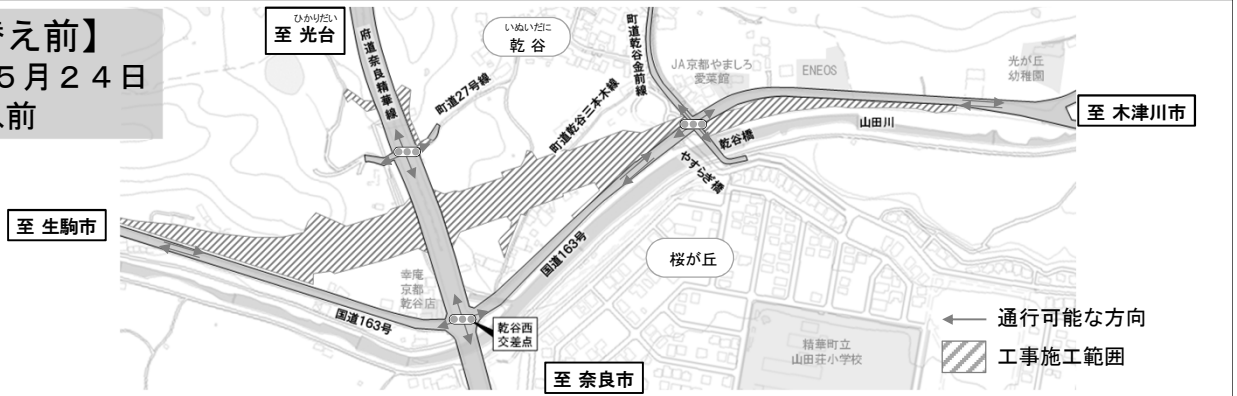 え前】
５月２４日
前
ひかりだい
至 光台
府道奈良精華線
町道27号線
いぬいだに
乾 谷
町道乾谷三本木線
町道乾谷金前線
JA京都やましろ
愛菜館
ENEOS
光が丘
幼稚園
至 木津川市
山田川
乾谷橋
やすらぎ橋
至 生駒市
国道163号
幸庵
京都
乾谷店
国道163号
乾谷西
交差点
桜が丘
精華町立
山田荘小学校
至 奈良市
通行可能な方向
工事施工範囲